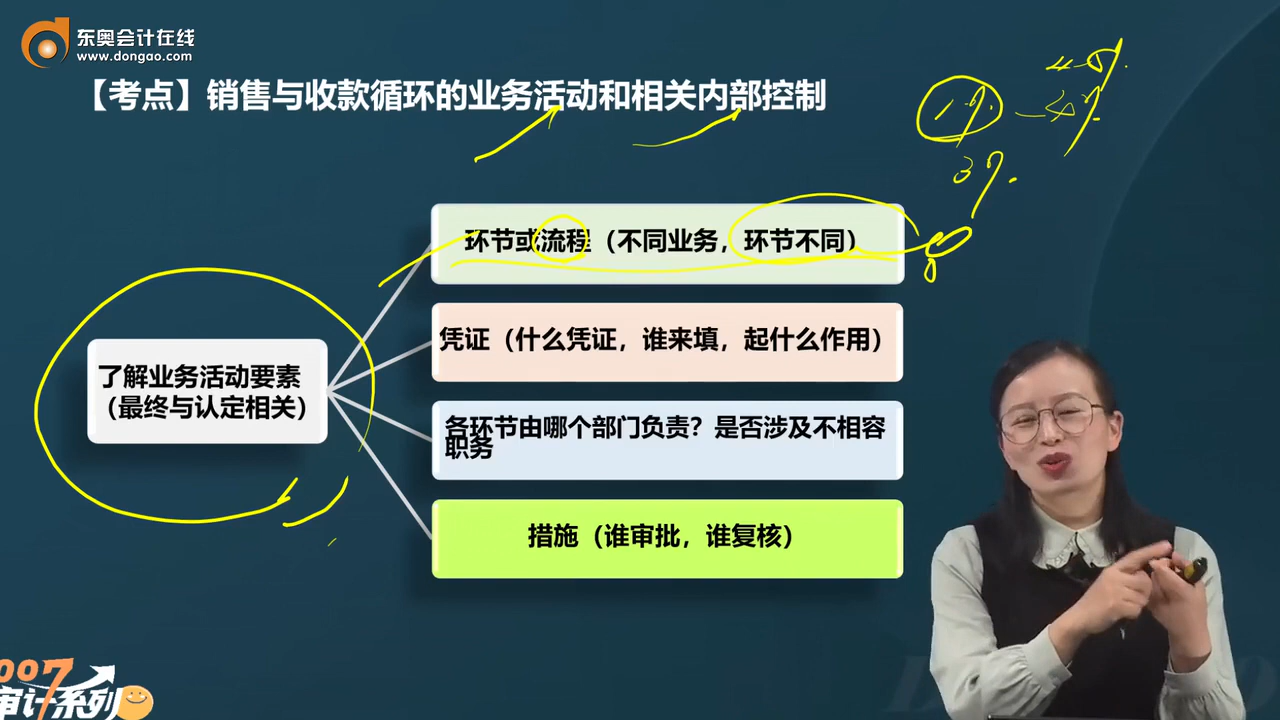 东奥会计在线
www.dongao.com
【考点】销售与收款循环的业务活动和相关内部控制
1%
3%
环节或流程（不同业务，环节不同）
凭证（什么凭证，谁来填，起什么作用）
了解业务活动要素
（最终与认定相关）
各环节由哪个部门负责？是否涉及不相容
职务
措施（谁审批，谁复核）
007
审计系列